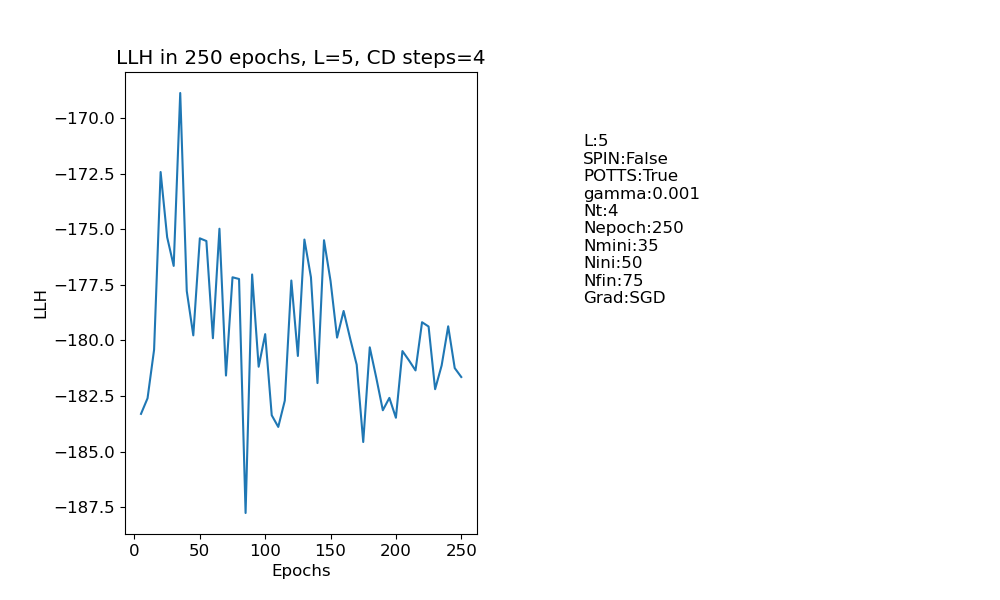 LLH in 250 epochs, L=5, CD steps=4
−170.0
−172.5
−175.0
−177.5
−180.0
−182.5
−185.0
−187.5
LLH
0 50 100 150 200 250
Epochs
L:5
SPIN:False
POTTS:True
gamma:0.001
Nt:4
Nepoch:250
Nmini:35
Nini:50
Nfin:75
Grad:SGD